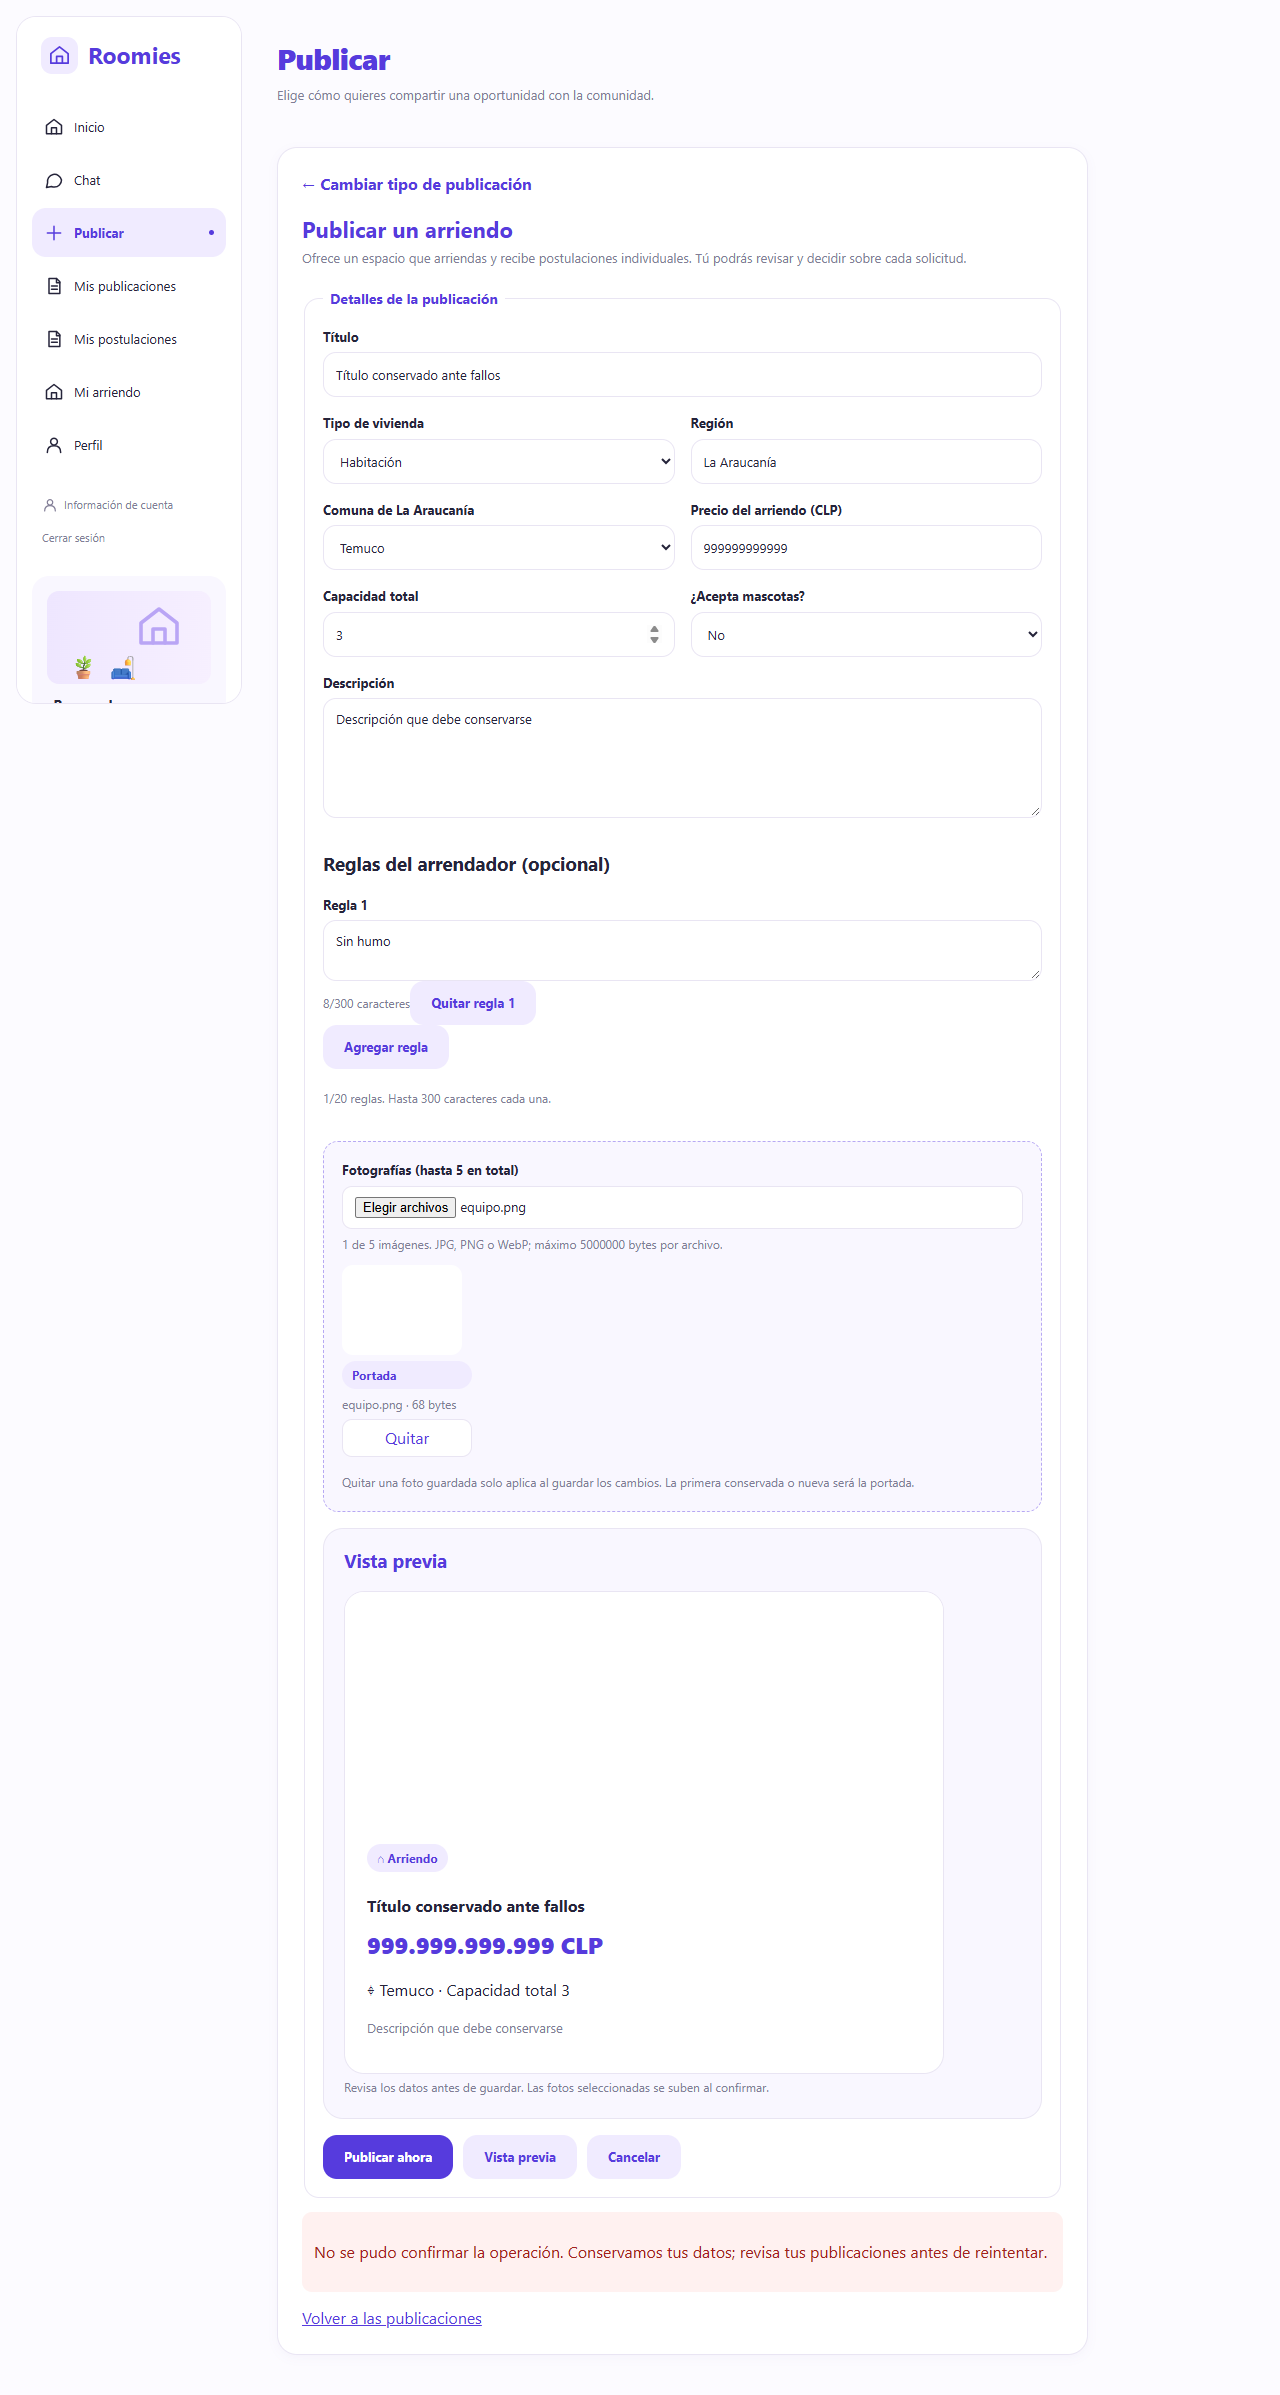 Roomies
Inicio
Chat
Publicar
Mis publicaciones
Mis postulaciones
Mi arriendo
Perfil
Información de cuenta
Cerrar sesión
Publicar
Elige cómo quieres compartir una oportunidad con la comunidad.
← Cambiar tipo de publicación
Publicar un arriendo
Ofrece un espacio que arriendas y recibe postulaciones individuales. Tú podrás revisar y decidir sobre cada solicitud.
Detalles de la publicación
Título
Título conservado ante fallos
Tipo de vivienda
Región
Habitación
La Araucanía
Comuna de La Araucanía
Precio del arriendo (CLP)
Temuco
999999999999
Capacidad total
¿Acepta mascotas?
3
No
Descripción
Descripción que debe conservarse
Reglas del arrendador (opcional)
Regla 1
Sin humo
8/300 caracteres
Quitar regla 1
Agregar regla
1/20 reglas. Hasta 300 caracteres cada una.
Fotografías (hasta 5 en total)
Elegir archivos equipo.png
1 de 5 imágenes. JPG, PNG o WebP; máximo 5000000 bytes por archivo.
Portada
equipo.png · 68 bytes
Quitar
Quitar una foto guardada solo aplica al guardar los cambios. La primera conservada o nueva será la portada.
Vista previa
Arriendo
Título conservado ante fallos
999.999.999.999 CLP
⌖ Temuco · Capacidad total 3
Descripción que debe conservarse
Revisa los datos antes de guardar. Las fotos seleccionadas se suben al confirmar.
Publicar ahora
Vista previa
Cancelar
No se pudo confirmar la operación. Conservamos tus datos; revisa tus publicaciones antes de reintentar.
Volver a las publicaciones